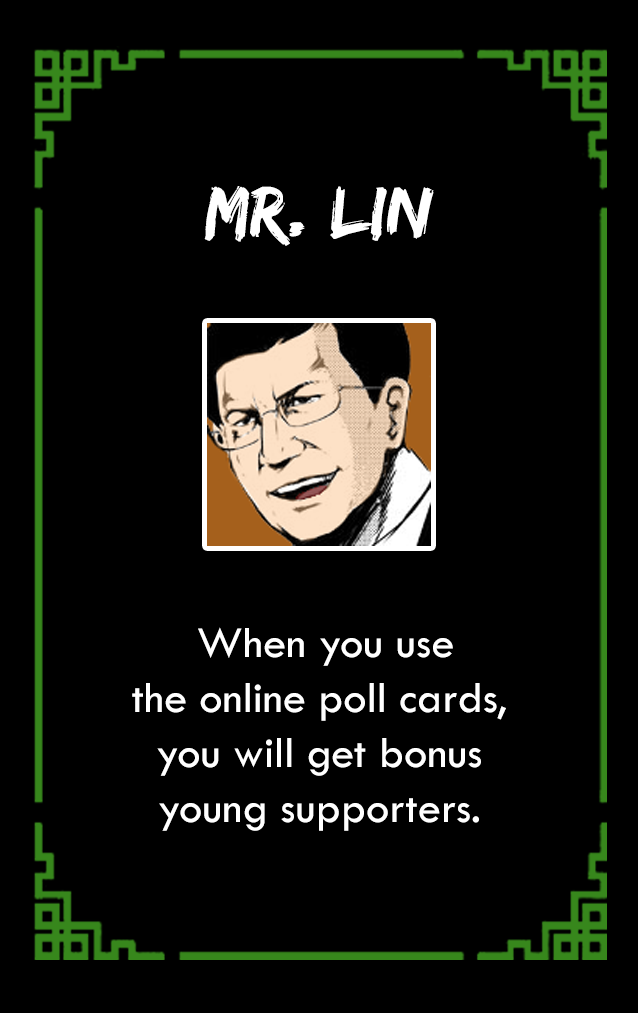 MR. LIN
When you use
the online poll cards,
you will get bonus
young supporters.